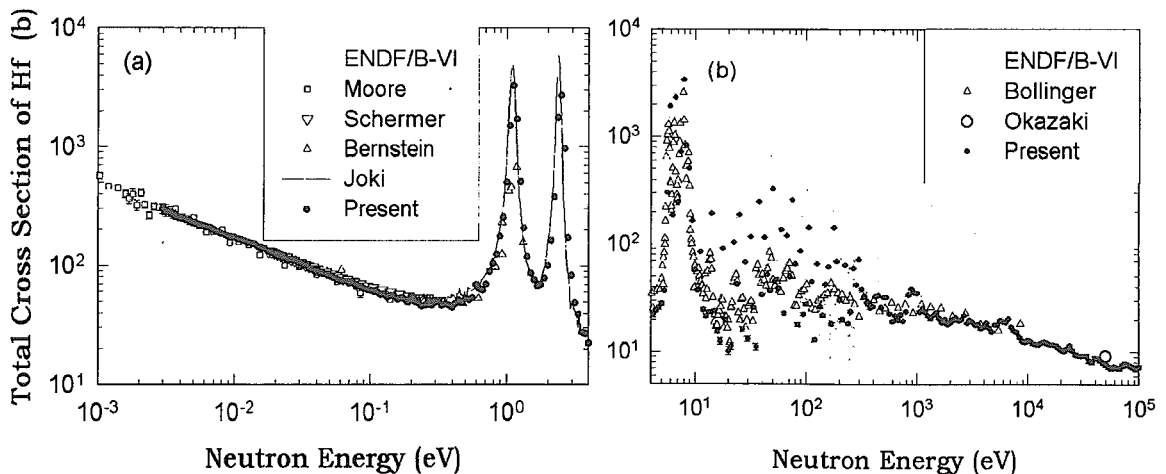 Total Cross Section of Hf (b)
10^4
10^3
10^2
10^1
(a)
ENDF/B-VI
Moore
Schermer
Bernstein
Joki
Present
10^-3
10^-2
10^-1
10^0
Neutron Energy (eV)
10^4
10^3
10^2
10^1
(b)
ENDF/B-VI
Bollinger
Okazaki
Present
10^1
10^2
10^3
10^4
10^5
Neutron Energy (eV)